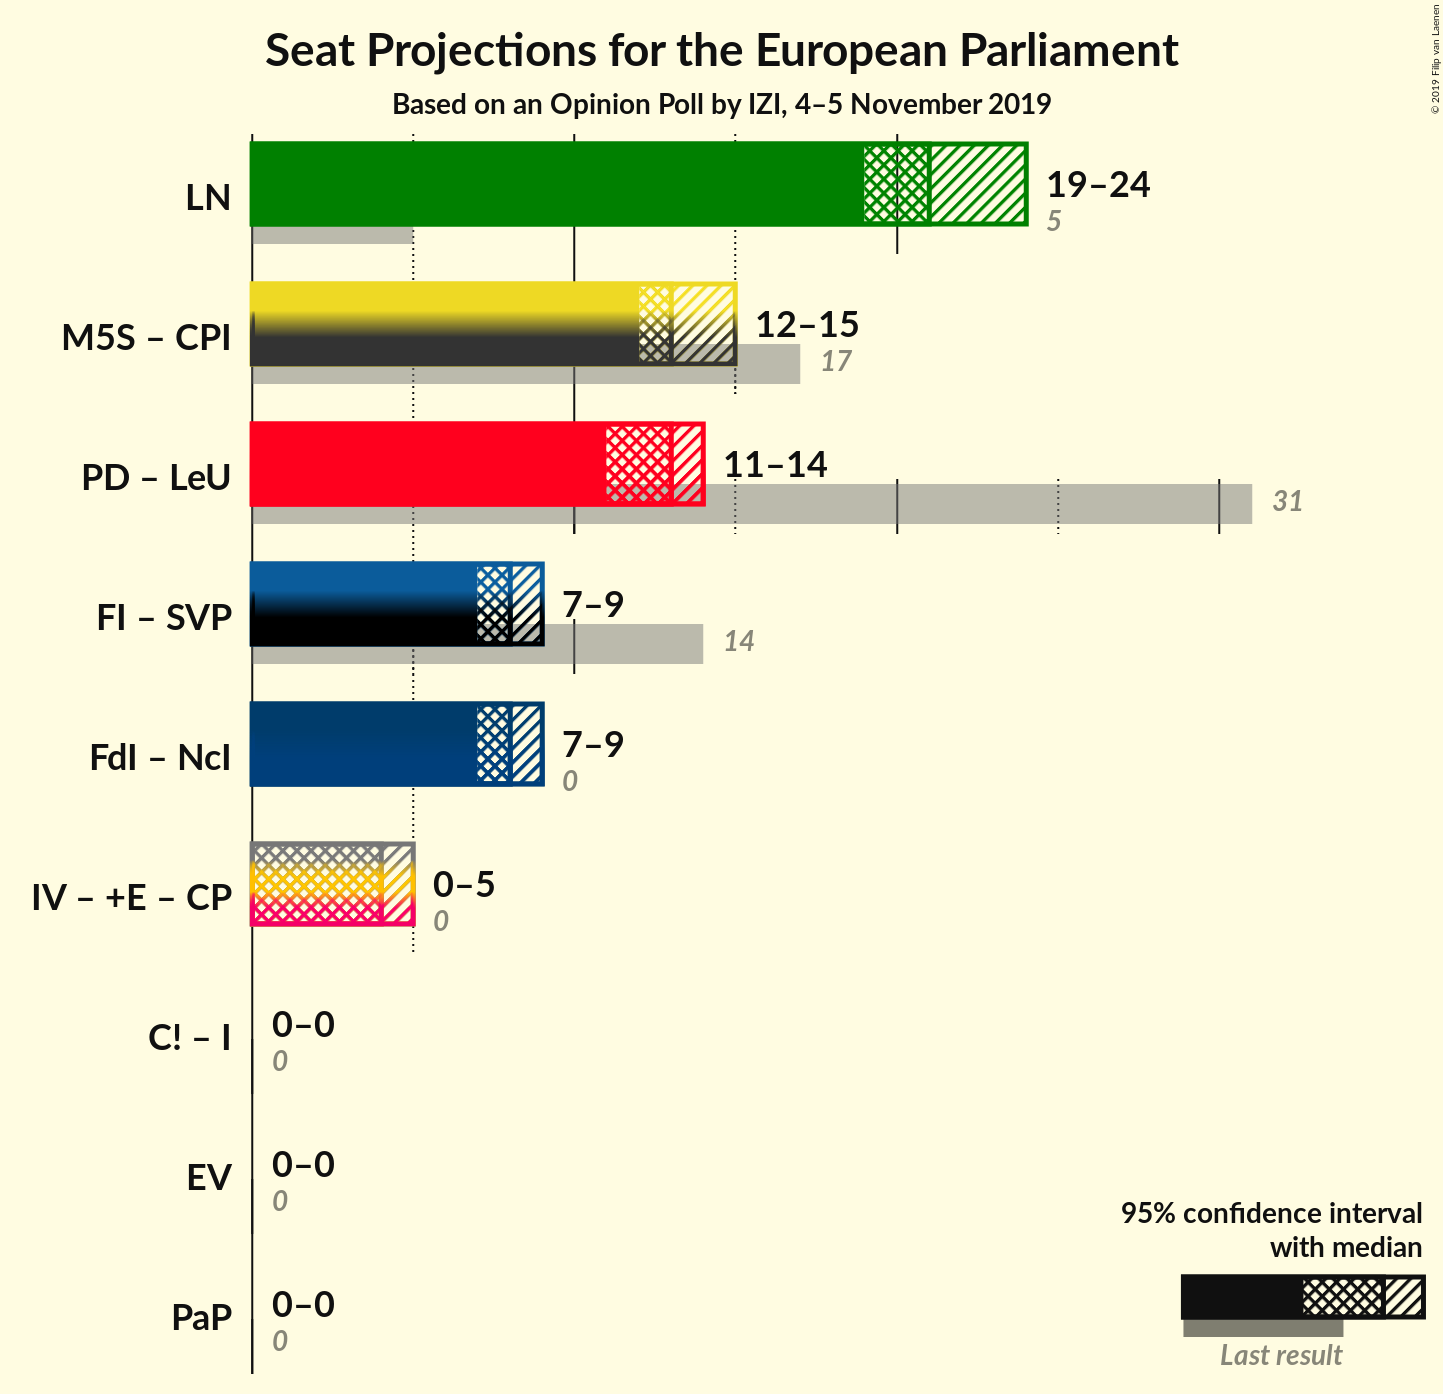 Seat Projections for the European Parliament
Based on an Opinion Poll by IZI, 4–5 November 2019
© 2019 Filip van Laenen
LN
19–24
5
M5S – CPI
12–15
17
PD – LeU
11–14
31
FI – SVP
7–9
14
FdI – NcI
7–9
0
IV – +E – CP
0–5
0
C! – I
0–0
0
EV
0–0
0
PaP
0–0
0
95% confidence interval
with median
Last result